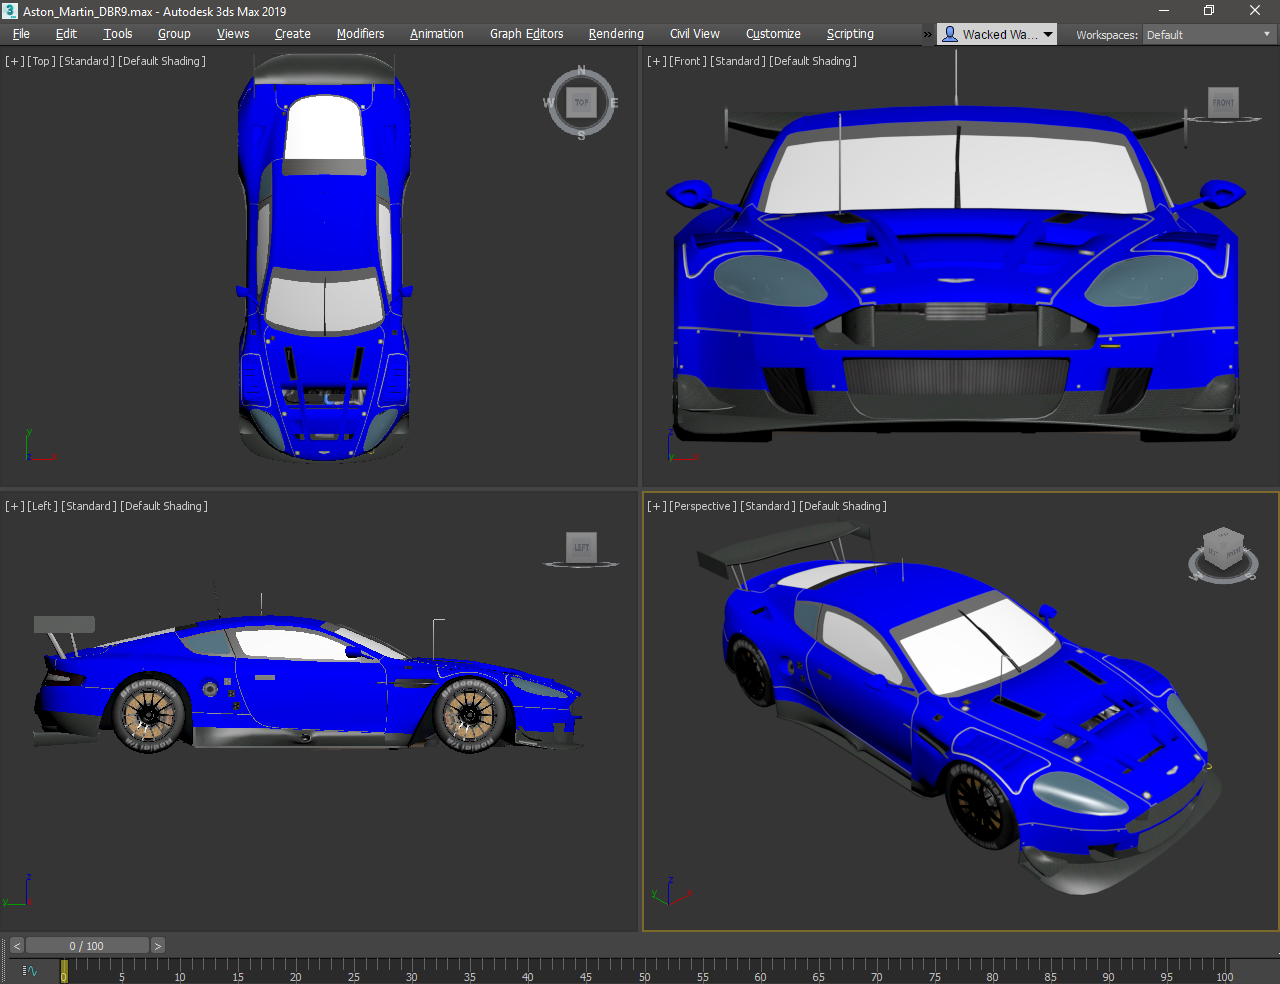 Aston_Martin_DBR9.max - Autodesk 3ds Max 2019
File Edit Tools Group Views Create Modifiers Animation Graph Editors Rendering Civil View Customize Scripting » Wacked Wa... Workspaces: Default
[+] [Top] [Standard] [Default Shading]
N
W TOP E
S
y
z x
[+] [Front] [Standard] [Default Shading]
FRONT
z
y x
[+] [Left] [Standard] [Default Shading]
LEFT
z
y x
[+] [Perspective] [Standard] [Default Shading]
z
y x
< 0 / 100 >
0 5 10 15 20 25 30 35 40 45 50 55 60 65 70 75 80 85 90 95 100